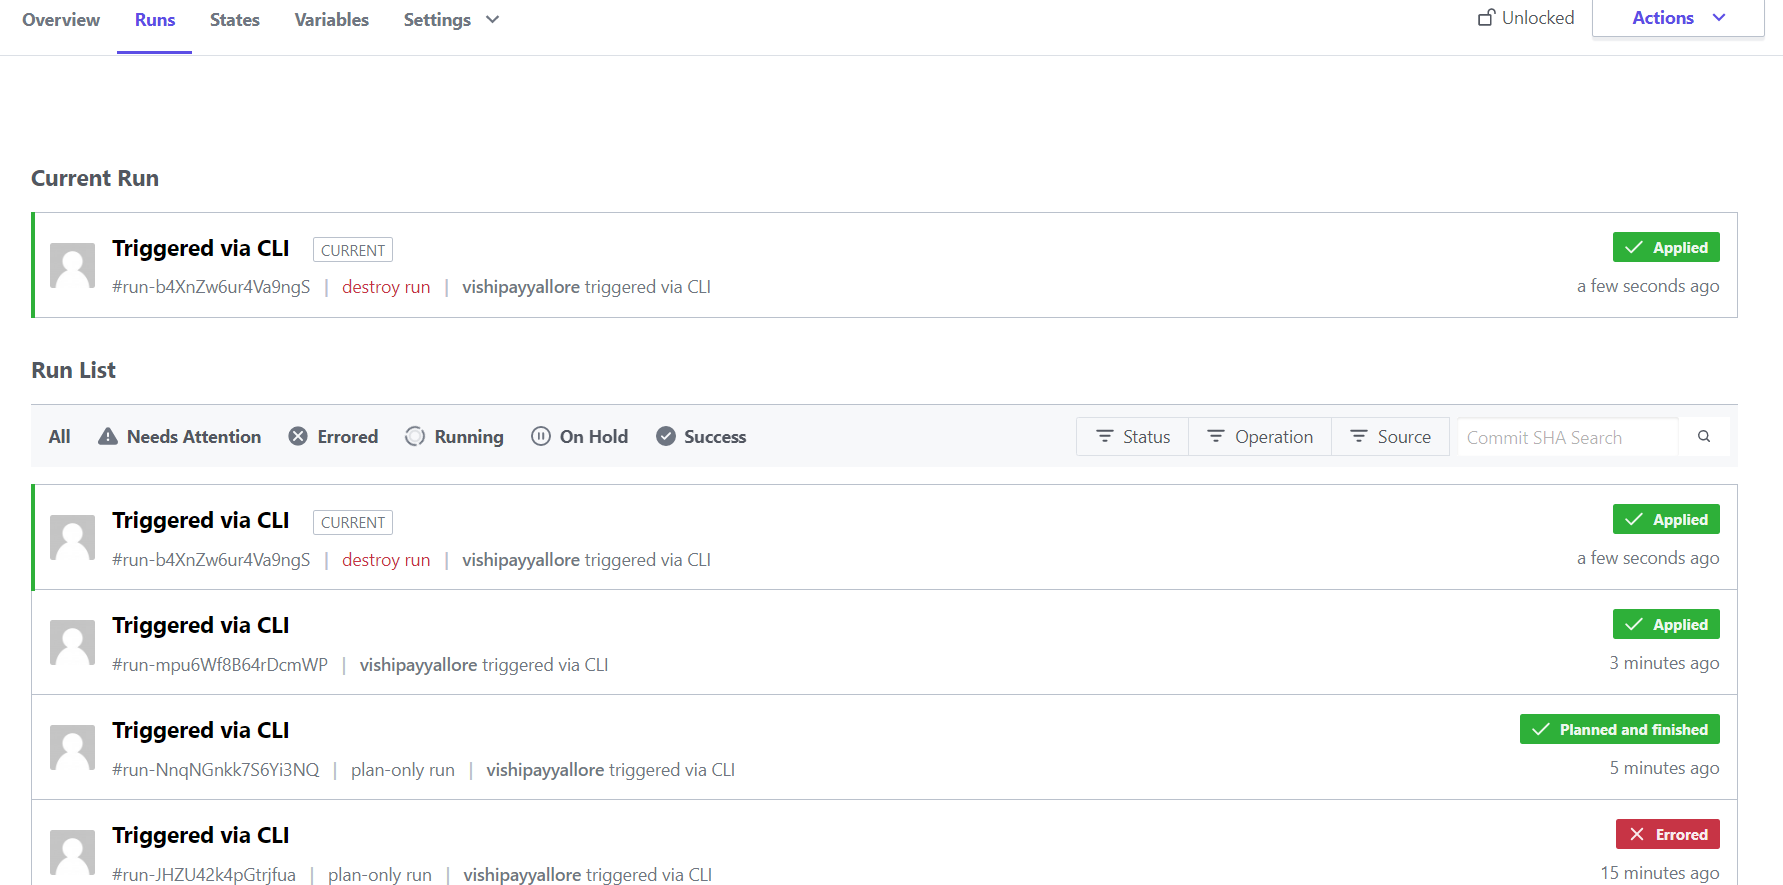 Overview Runs States Variables Settings Unlocked Actions
Current Run
Triggered via CLI CURRENT Applied
#run-b4XnZw6ur4Va9ngS | destroy run | vishipayyallore triggered via CLI a few seconds ago
Run List
All Needs Attention Errored Running On Hold Success Status Operation Source Commit SHA Search
Triggered via CLI CURRENT Applied
#run-b4XnZw6ur4Va9ngS | destroy run | vishipayyallore triggered via CLI a few seconds ago
Triggered via CLI Applied
#run-mpu6Wf8B64rDcmWP | vishipayyallore triggered via CLI 3 minutes ago
Triggered via CLI Planned and finished
#run-NnqNGnkk7S6Yi3NQ | plan-only run | vishipayyallore triggered via CLI 5 minutes ago
Triggered via CLI Errored
#run-JHZU42k4pGtrjfua | plan-only run | vishipayyallore triggered via CLI 15 minutes ago